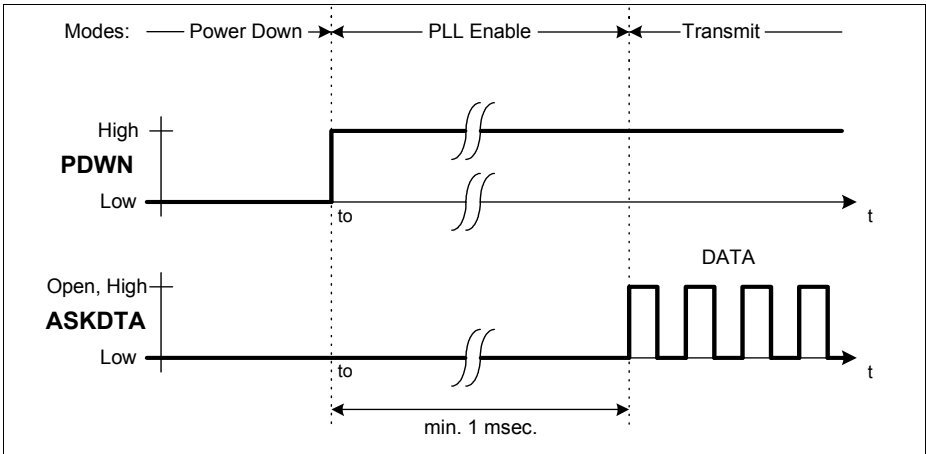 Modes: Power Down PLL Enable Transmit
High
PDWN
Low
to
t
DATA
Open, High
ASKDTA
Low
to
t
min. 1 msec.